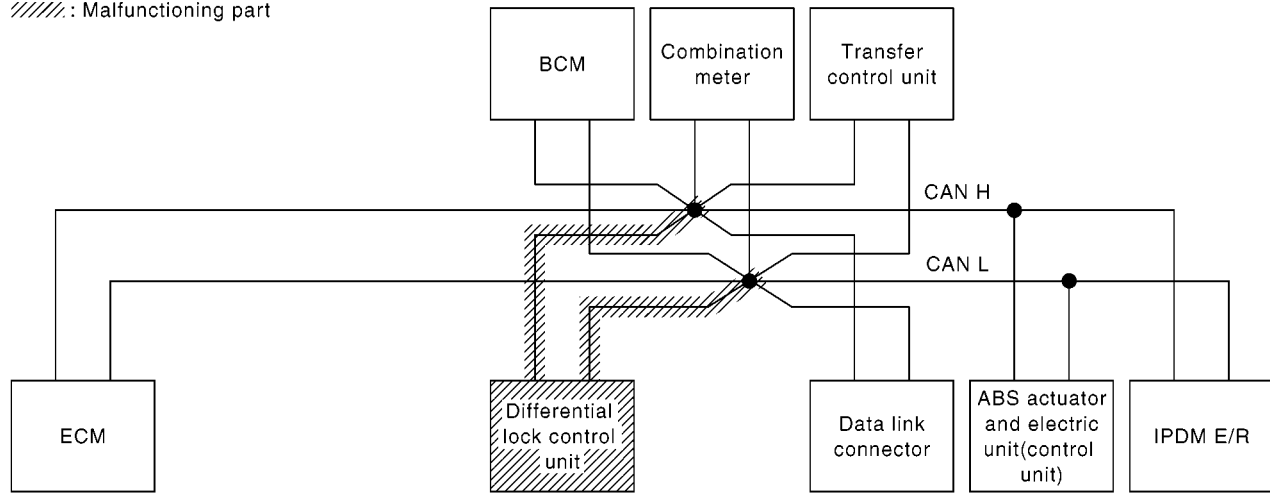 : Malfunctioning part
BCM
Combination
meter
Transfer
control unit
CAN H
CAN L
ECM
Differential
lock control
unit
Data link
connector
ABS actuator
and electric
unit(control
unit)
IPDM E/R